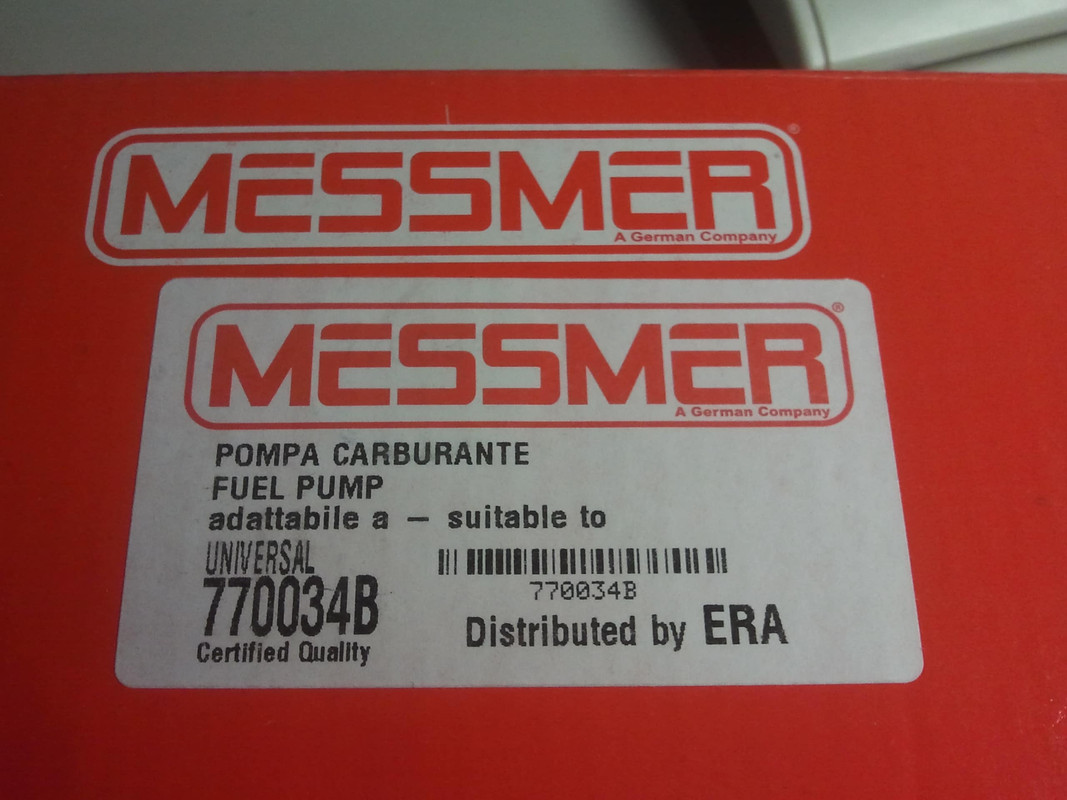 MESSMER®
A German Company
MESSMER®
A German Company
POMPA CARBURANTE
FUEL PUMP
adattabile a – suitable to
UNIVERSAL
770034B
770034B
Certified Quality
Distributed by ERA